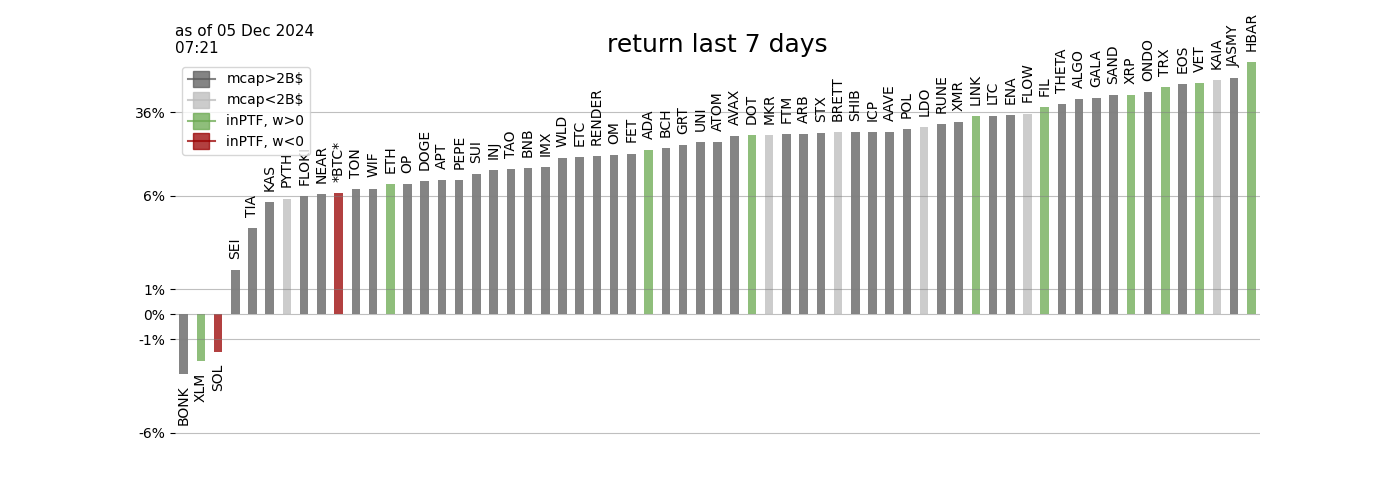 as of 05 Dec 2024
07:21
return last 7 days
mcap>2B$
mcap<2B$
inPTF, w>0
inPTF, w<0
36%
6%
1%
0%
-1%
-6%
BONK
XLM
SOL
SEI
TIA
KAS
PYTH
FLOKI
NEAR
*BTC*
TON
WIF
ETH
OP
DOGE
APT
PEPE
SUI
INJ
TAO
BNB
IMX
WLD
ETC
RENDER
OM
FET
ADA
BCH
GRT
UNI
ATOM
AVAX
DOT
MKR
FTM
ARB
STX
BRETT
SHIB
ICP
AAVE
POL
LDO
RUNE
XMR
LINK
LTC
ENA
FLOW
FIL
THETA
ALGO
GALA
SAND
XRP
ONDO
TRX
EOS
VET
KAIA
JASMY
HBAR